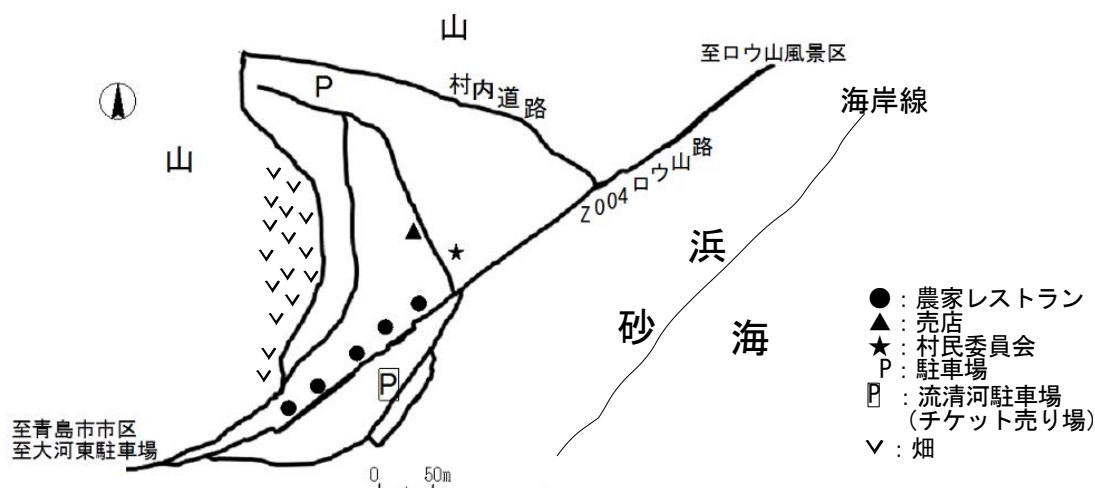 山
至ロウ山風景区
P
村内道路
海岸線
山
Z004ロウ山路
浜
砂
海
P
●：農家レストラン
▲：売店
★：村民委員会
P：駐車場
P：流清河駐車場
（チケット売り場）
∨：畑
至青島市市区
至大河東駐車場
0 50m